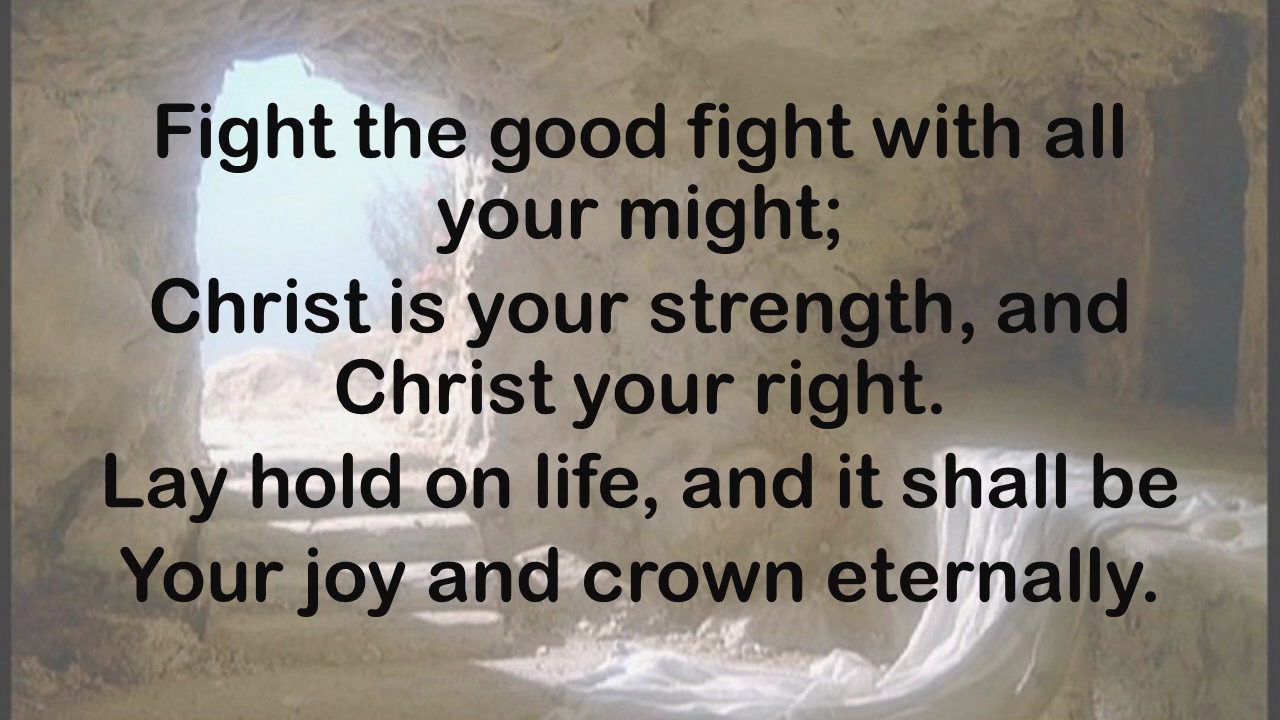 Fight the good fight with all
your might;
Christ is your strength, and
Christ your right.
Lay hold on life, and it shall be
Your joy and crown eternally.